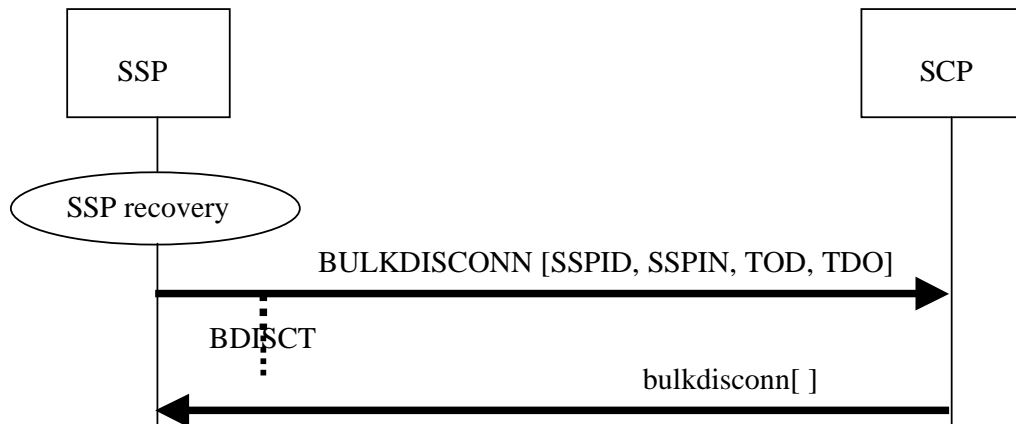 SSP
SCP
SSP recovery
BULKDISCONN [SSPID, SSPIN, TOD, TDO]
BDISCT
bulkdisconn[ ]